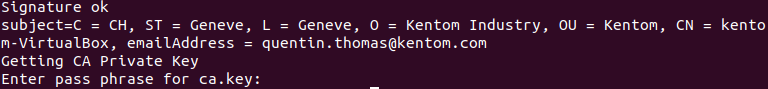 Signature ok
subject=C = CH, ST = Geneve, L = Geneve, O = Kentom Industry, OU = Kentom, CN = kento
m-VirtualBox, emailAddress = quentin.thomas@kentom.com
Getting CA Private Key
Enter pass phrase for ca.key: